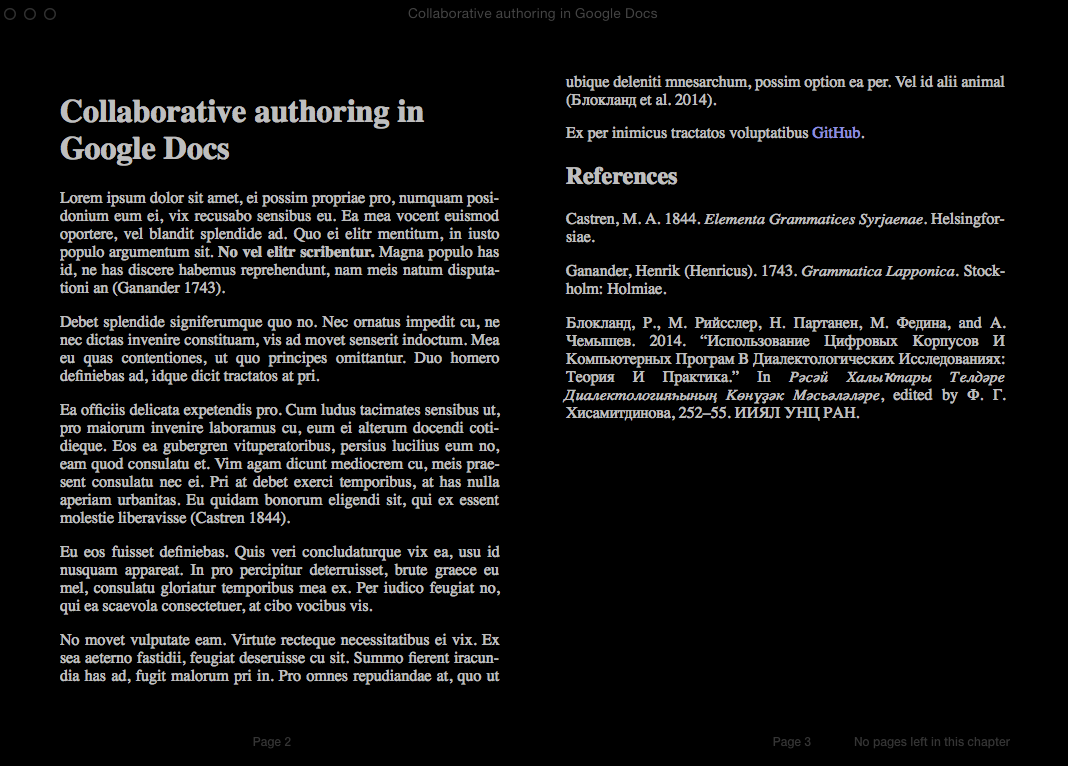 Collaborative authoring in Google Docs
Collaborative authoring in
Google Docs
Lorem ipsum dolor sit amet, ei possim propriae pro, numquam posi-
donium eum ei, vix recusabo sensibus eu. Ea mea vocent euismod
oportere, vel blandit splendide ad. Quo ei elitr mentitum, in iusto
populo argumentum sit. No vel elitr scribentur. Magna populo has
id, ne has discere habemus reprehendunt, nam meis natum disputa-
tioni an (Ganander 1743).
Debet splendide signiferumque quo no. Nec ornatus impedit cu, ne
nec dictas invenire constituam, vis ad movet senserit indoctum. Mea
eu quas contentiones, ut quo principes omittantur. Duo homero
definiebas ad, idque dicit tractatos at pri.
Ea officiis delicata expetendis pro. Cum ludus tacimates sensibus ut,
pro maiorum invenire laboramus cu, eum ei alterum docendi coti-
dieque. Eos ea gubergren vituperatoribus, persius lucilius eum no,
eam quod consulatu et. Vim agam dicunt mediocrem cu, meis prae-
sent consulatu nec ei. Pri at debet exerci temporibus, at has nulla
aperiam urbanitas. Eu quidam bonorum eligendi sit, qui ex essent
molestie liberavisse (Castren 1844).
Eu eos fuisset definiebas. Quis veri concludaturque vix ea, usu id
nusquam appareat. In pro percipitur deterruisset, brute graece eu
mel, consulatu gloriatur temporibus mea ex. Per iudico feugiat no,
qui ea scaevola consectetuer, at cibo vocibus vis.
No movet vulputate eam. Virtute recteque necessitatibus ei vix. Ex
sea aeterno fastidii, feugiat deseruisse cu sit. Summo fierent iracun-
dia has ad, fugit malorum pri in. Pro omnes repudiandae at, quo ut
Page 2
ubique deleniti mnesarchum, possim option ea per. Vel id alii animal
(Блокланд et al. 2014).
Ex per inimicus tractatos voluptatibus GitHub.
References
Castren, M. A. 1844. Elementa Grammatices Syrjaenae. Helsingfor-
siae.
Ganander, Henrik (Henricus). 1743. Grammatica Lapponica. Stock-
holm: Holmiae.
Блокланд, Р., М. Рийсслер, Н. Партанен, М. Федина, and А.
Чемышев. 2014. “Использование Цифровых Корпусов И
Компьютерных Програм В Диалектологических Исследованиях:
Теория И Практика.” In Рәсәй Халыҡтары Телдәре
Диалектологияһының Көнүҙәк Мәсьәләләре, edited by Ф. Г.
Хисамитдинова, 252–55. ИИЯЛ УНЦ РАН.
Page 3
No pages left in this chapter